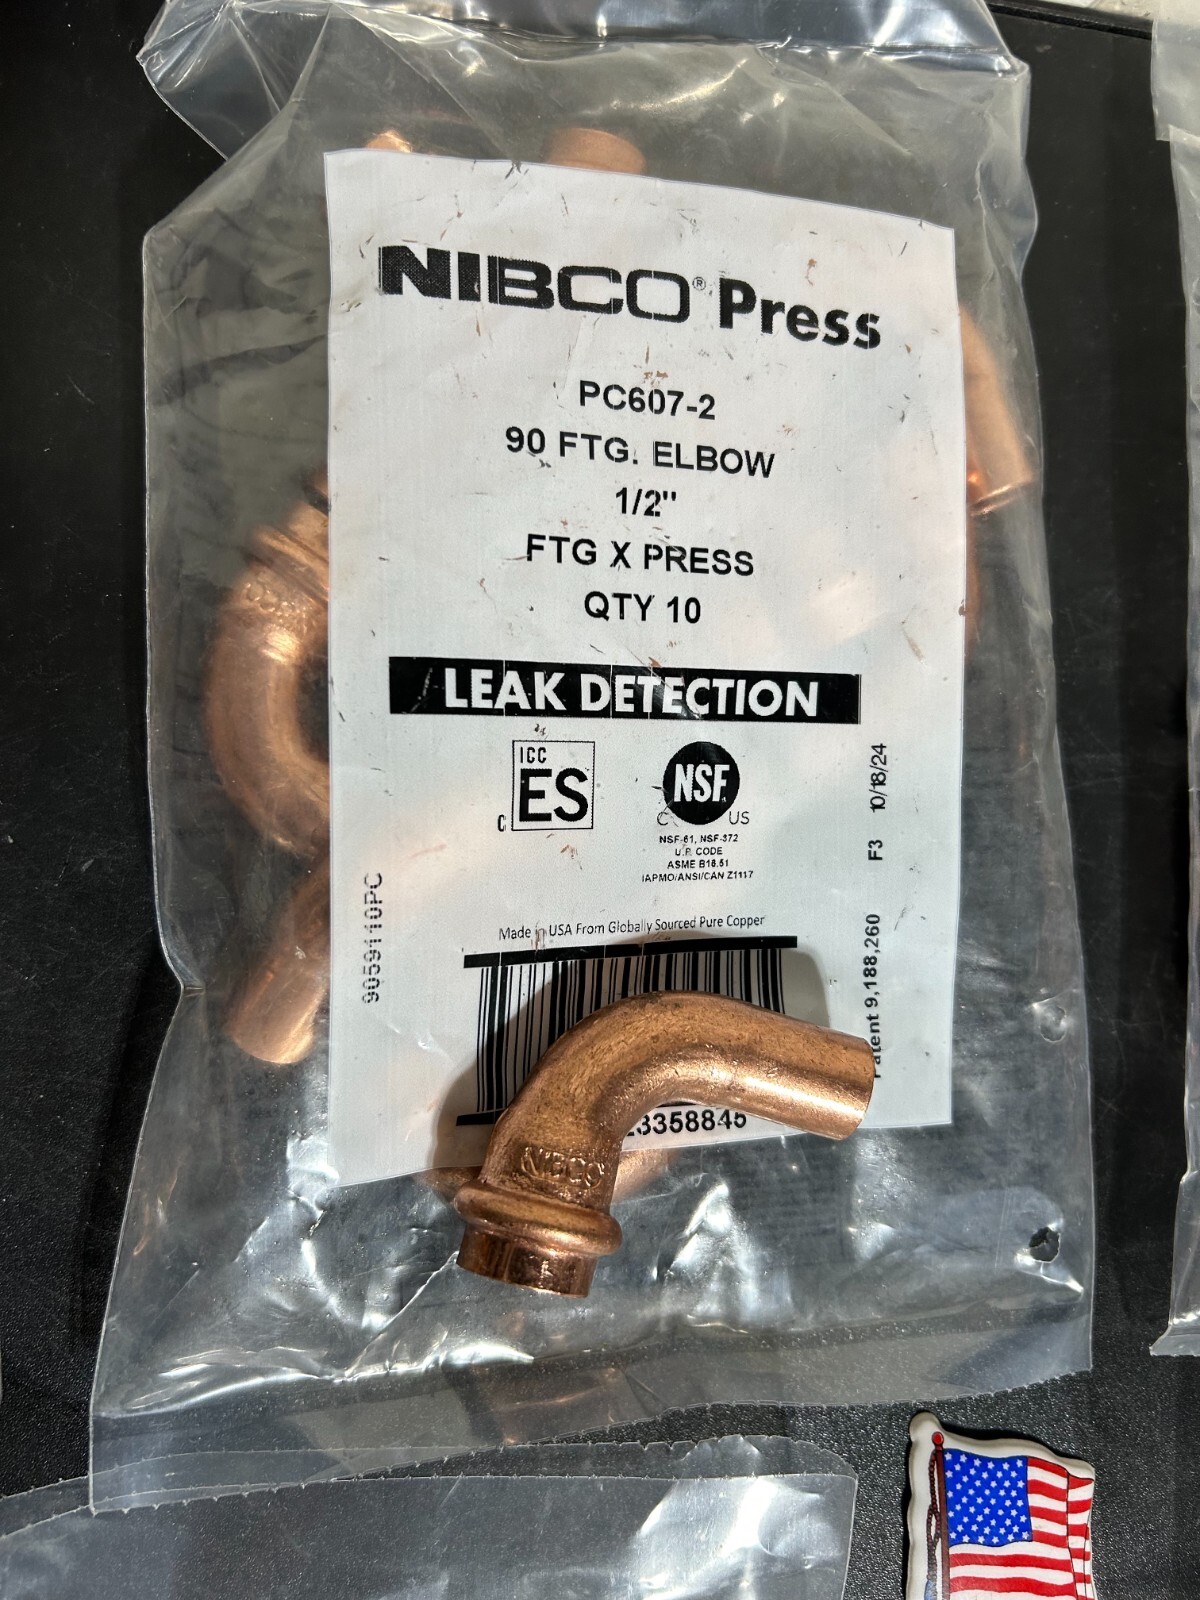 NIBCO® Press
PC607-2
90 FTG. ELBOW
1/2"
FTG X PRESS
QTY 10
LEAK DETECTION
ICC
ES
C
NSF
C US
NSF-61, NSF-372
U.P. CODE
ASME B16.51
IAPMO/ANSI/CAN Z1117
Made in USA From Globally Sourced Pure Copper
9059110PC
Patent 9,188,260 F3 10/18/24
3358845
NIBCO